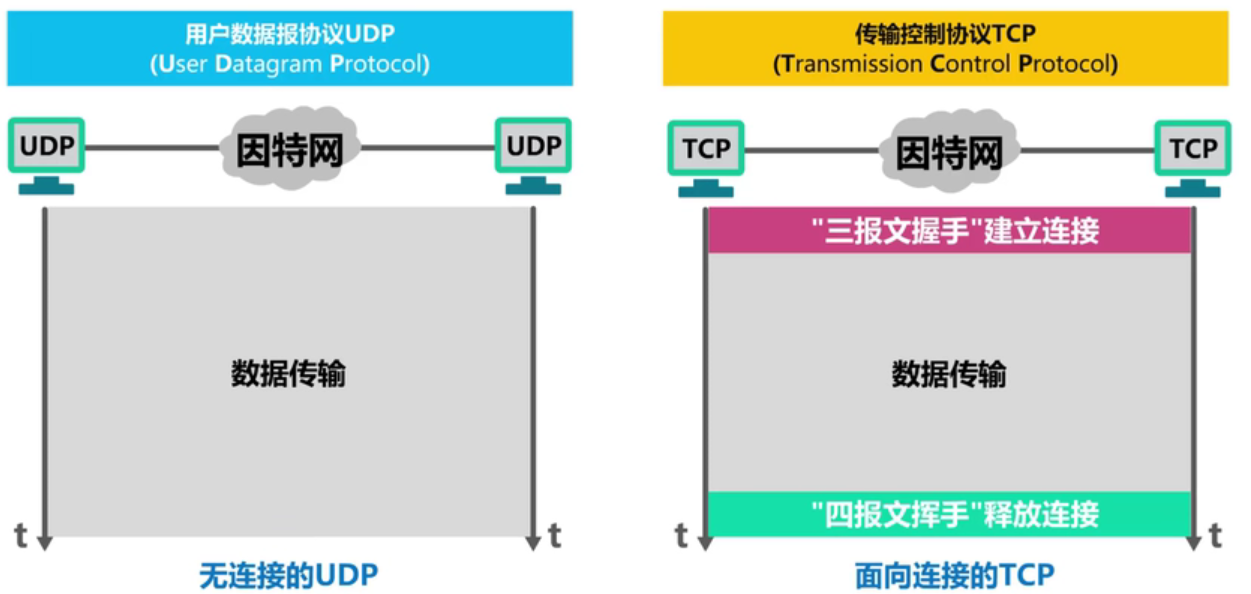 用户数据报协议UDP
(User Datagram Protocol)
UDP
因特网
UDP
数据传输
t
t
无连接的UDP
传输控制协议TCP
(Transmission Control Protocol)
TCP
因特网
TCP
"三报文握手"建立连接
数据传输
"四报文挥手"释放连接
t
t
面向连接的TCP